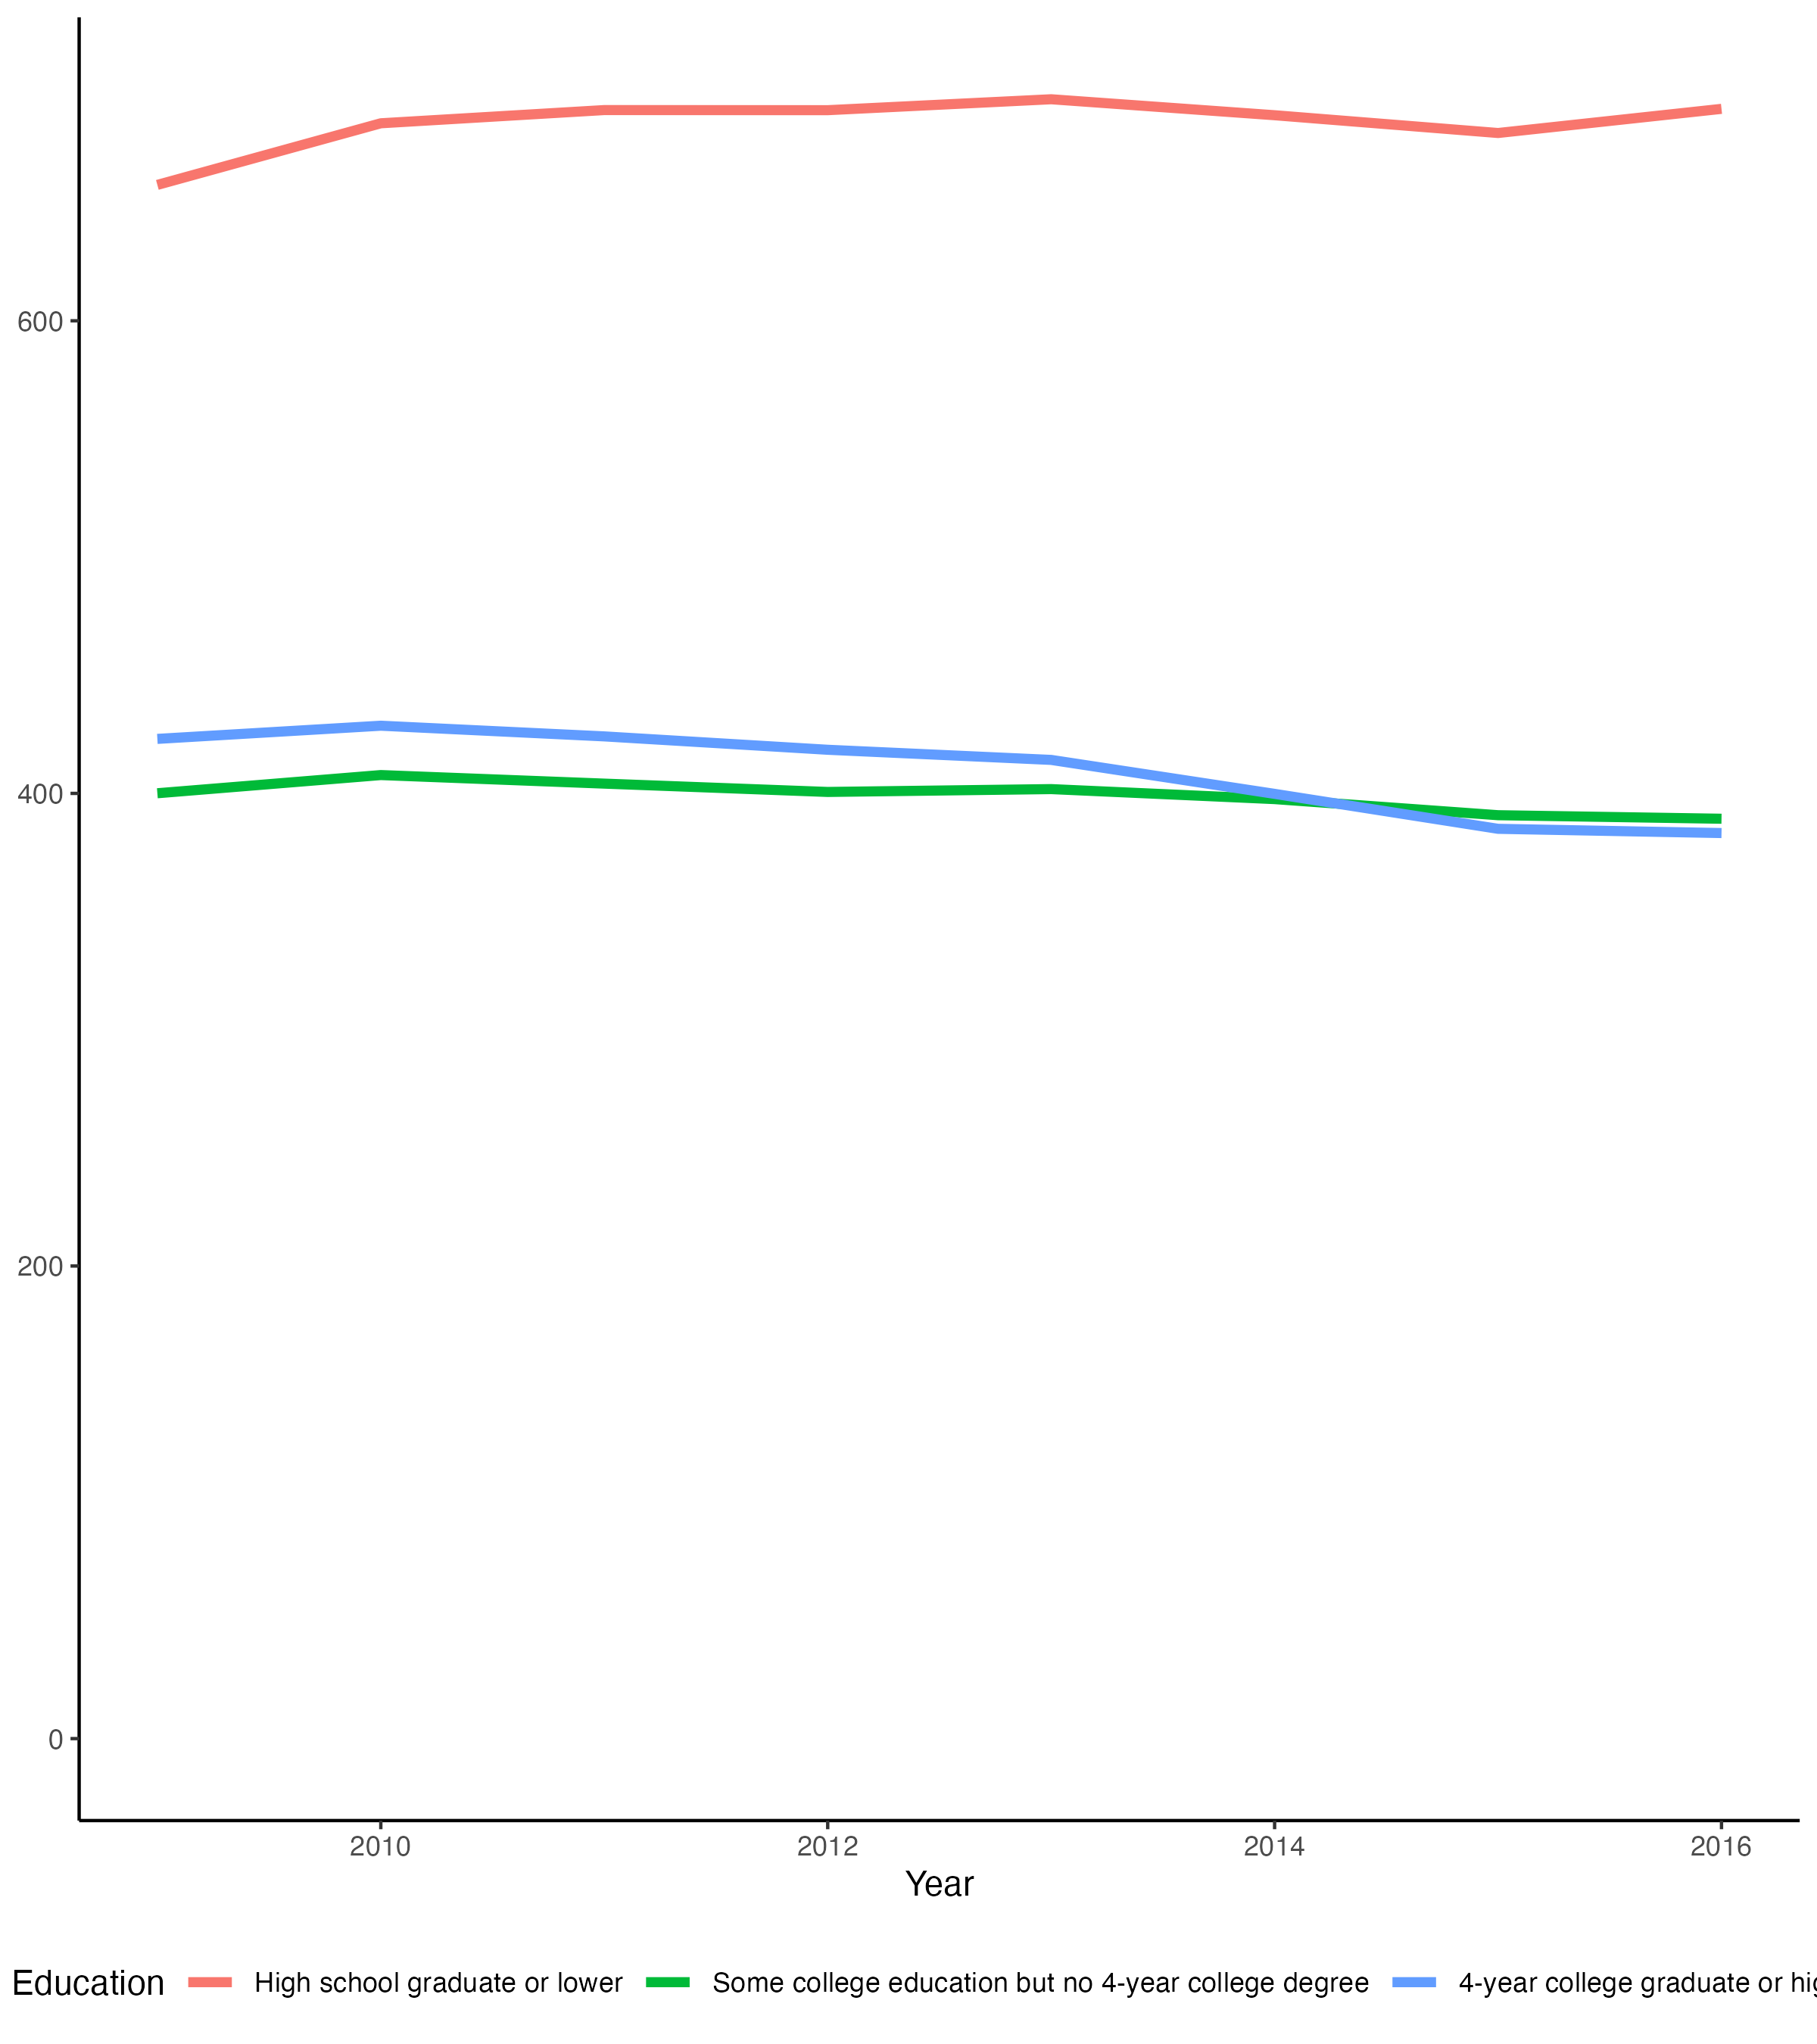 600
400
200
0
2010 2012 2014 2016
Year
Education High school graduate or lower Some college education but no 4-year college degree 4-year college graduate or hig